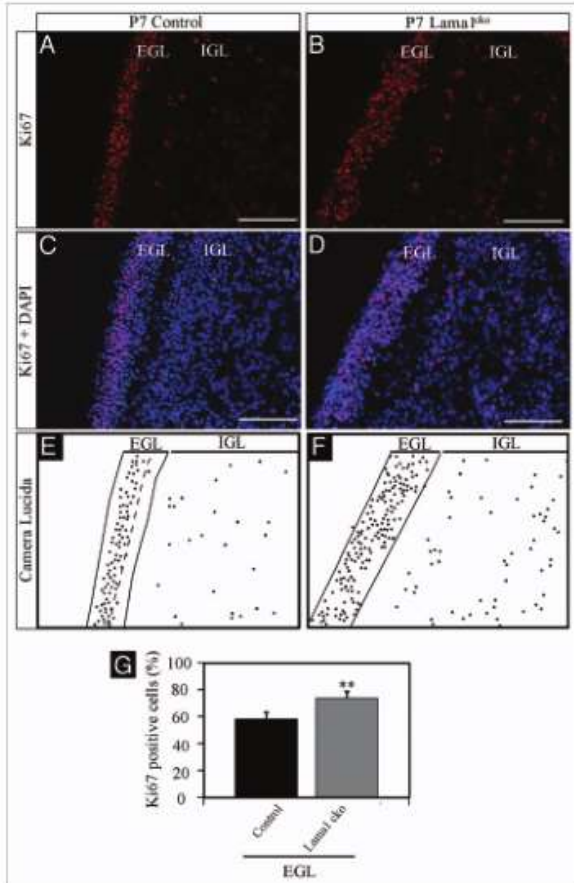 P7 Control
P7 Lama1cko
A
EGL
IGL
B
EGL
IGL
Ki67
C
EGL
IGL
D
EGL
IGL
Ki67 + DAPI
E
EGL
IGL
F
EGL
IGL
Camera Lucida
G
Ki67 positive cells (%)
100
80
60
40
20
0
**
Control
Lama1 cko
EGL